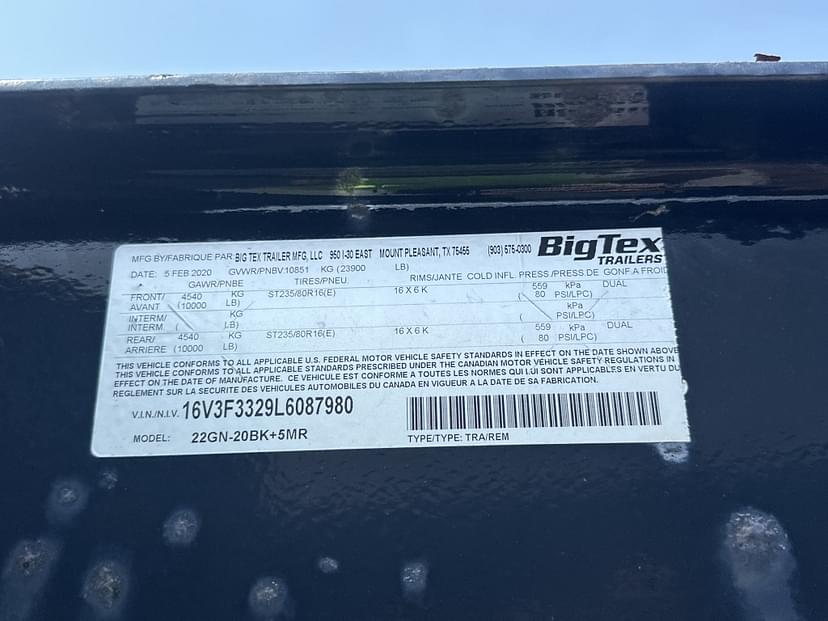 MFG BY/FABRIQUE PAR: BIG TEX TRAILER MFG, LLC 950 I-30 EAST MOUNT PLEASANT, TX 75455 (903) 575-0300
BigTex
TRAILERS
DATE: 5 FEB 2020 GVWR/PNBV:10851 KG (23900 LB)
GAWR/PNBE TIRES/PNEU. RIMS/JANTE COLD INFL. PRESS./PRESS.DE GONF.A FROID
FRONT/ 4540 KG ST235/80R16(E) 16 X 6 K 559 kPa DUAL
AVANT (10000 LB) ( 80 PSI/LPC)
INTERM/ KG kPa
INTERM ( LB) ( PSI/LPC)
REAR/ 4540 KG ST235/80R16(E) 16 X 6 K 559 kPa DUAL
ARRIERE (10000 LB) ( 80 PSI/LPC)
THIS VEHICLE CONFORMS TO ALL APPLICABLE U.S. FEDERAL MOTOR VEHICLE SAFETY STANDARDS IN EFFECT ON THE DATE SHOWN ABOVE
THIS VEHICLE CONFORMS TO ALL APPLICABLE STANDARDS PRESCRIBED UNDER THE CANADIAN MOTOR VEHICLE SAFETY REGULATIONS IN
EFFECT ON THE DATE OF MANUFACTURE. CE VEHICULE EST CONFORME A TOUTES LES NORMES QUI LUI SONT APPLICABLES EN VERTU DU
REGLEMENT SUR LA SECURITE DES VEHICULES AUTOMOBILES DU CANADA EN VIGUEUR A LA DATE DE SA FABRICATION.
V.I.N./N.I.V. 16V3F3329L6087980
MODEL: 22GN-20BK+5MR TYPE/TYPE: TRA/REM